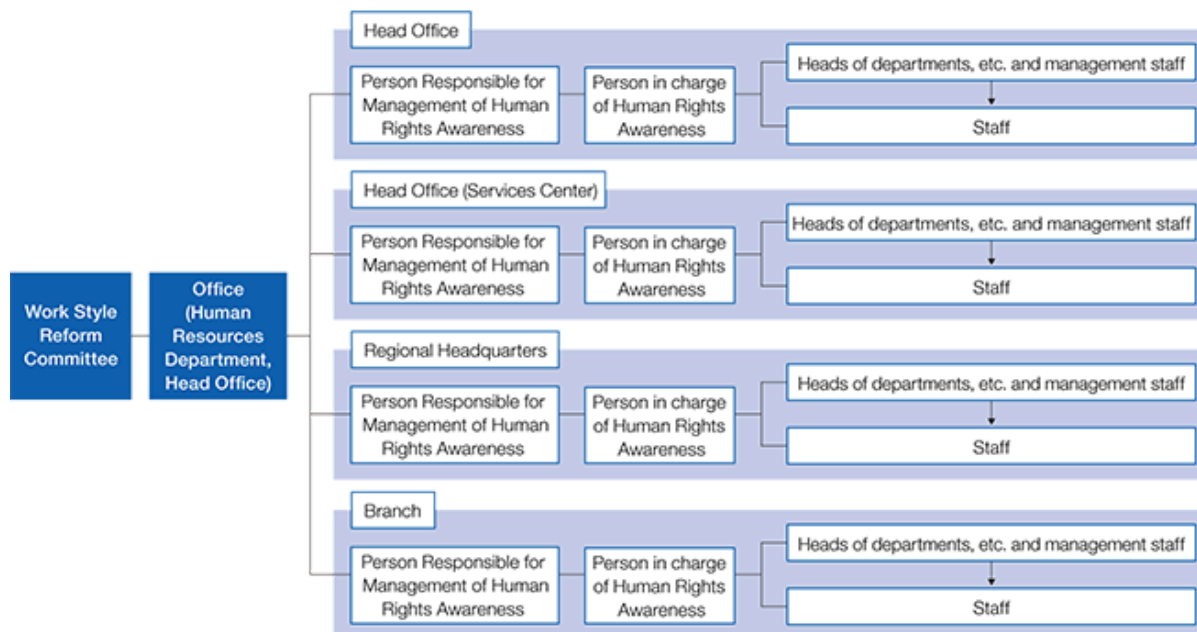 Work Style
Reform
Committee
Office
(Human
Resources
Department,
Head Office)
Head Office
Person Responsible for
Management of Human
Rights Awareness
Person in charge
of Human Rights
Awareness
Heads of departments, etc. and management staff
Staff
Head Office (Services Center)
Person Responsible for
Management of Human
Rights Awareness
Person in charge
of Human Rights
Awareness
Heads of departments, etc. and management staff
Staff
Regional Headquarters
Person Responsible for
Management of Human
Rights Awareness
Person in charge
of Human Rights
Awareness
Heads of departments, etc. and management staff
Staff
Branch
Person Responsible for
Management of Human
Rights Awareness
Person in charge
of Human Rights
Awareness
Heads of departments, etc. and management staff
Staff